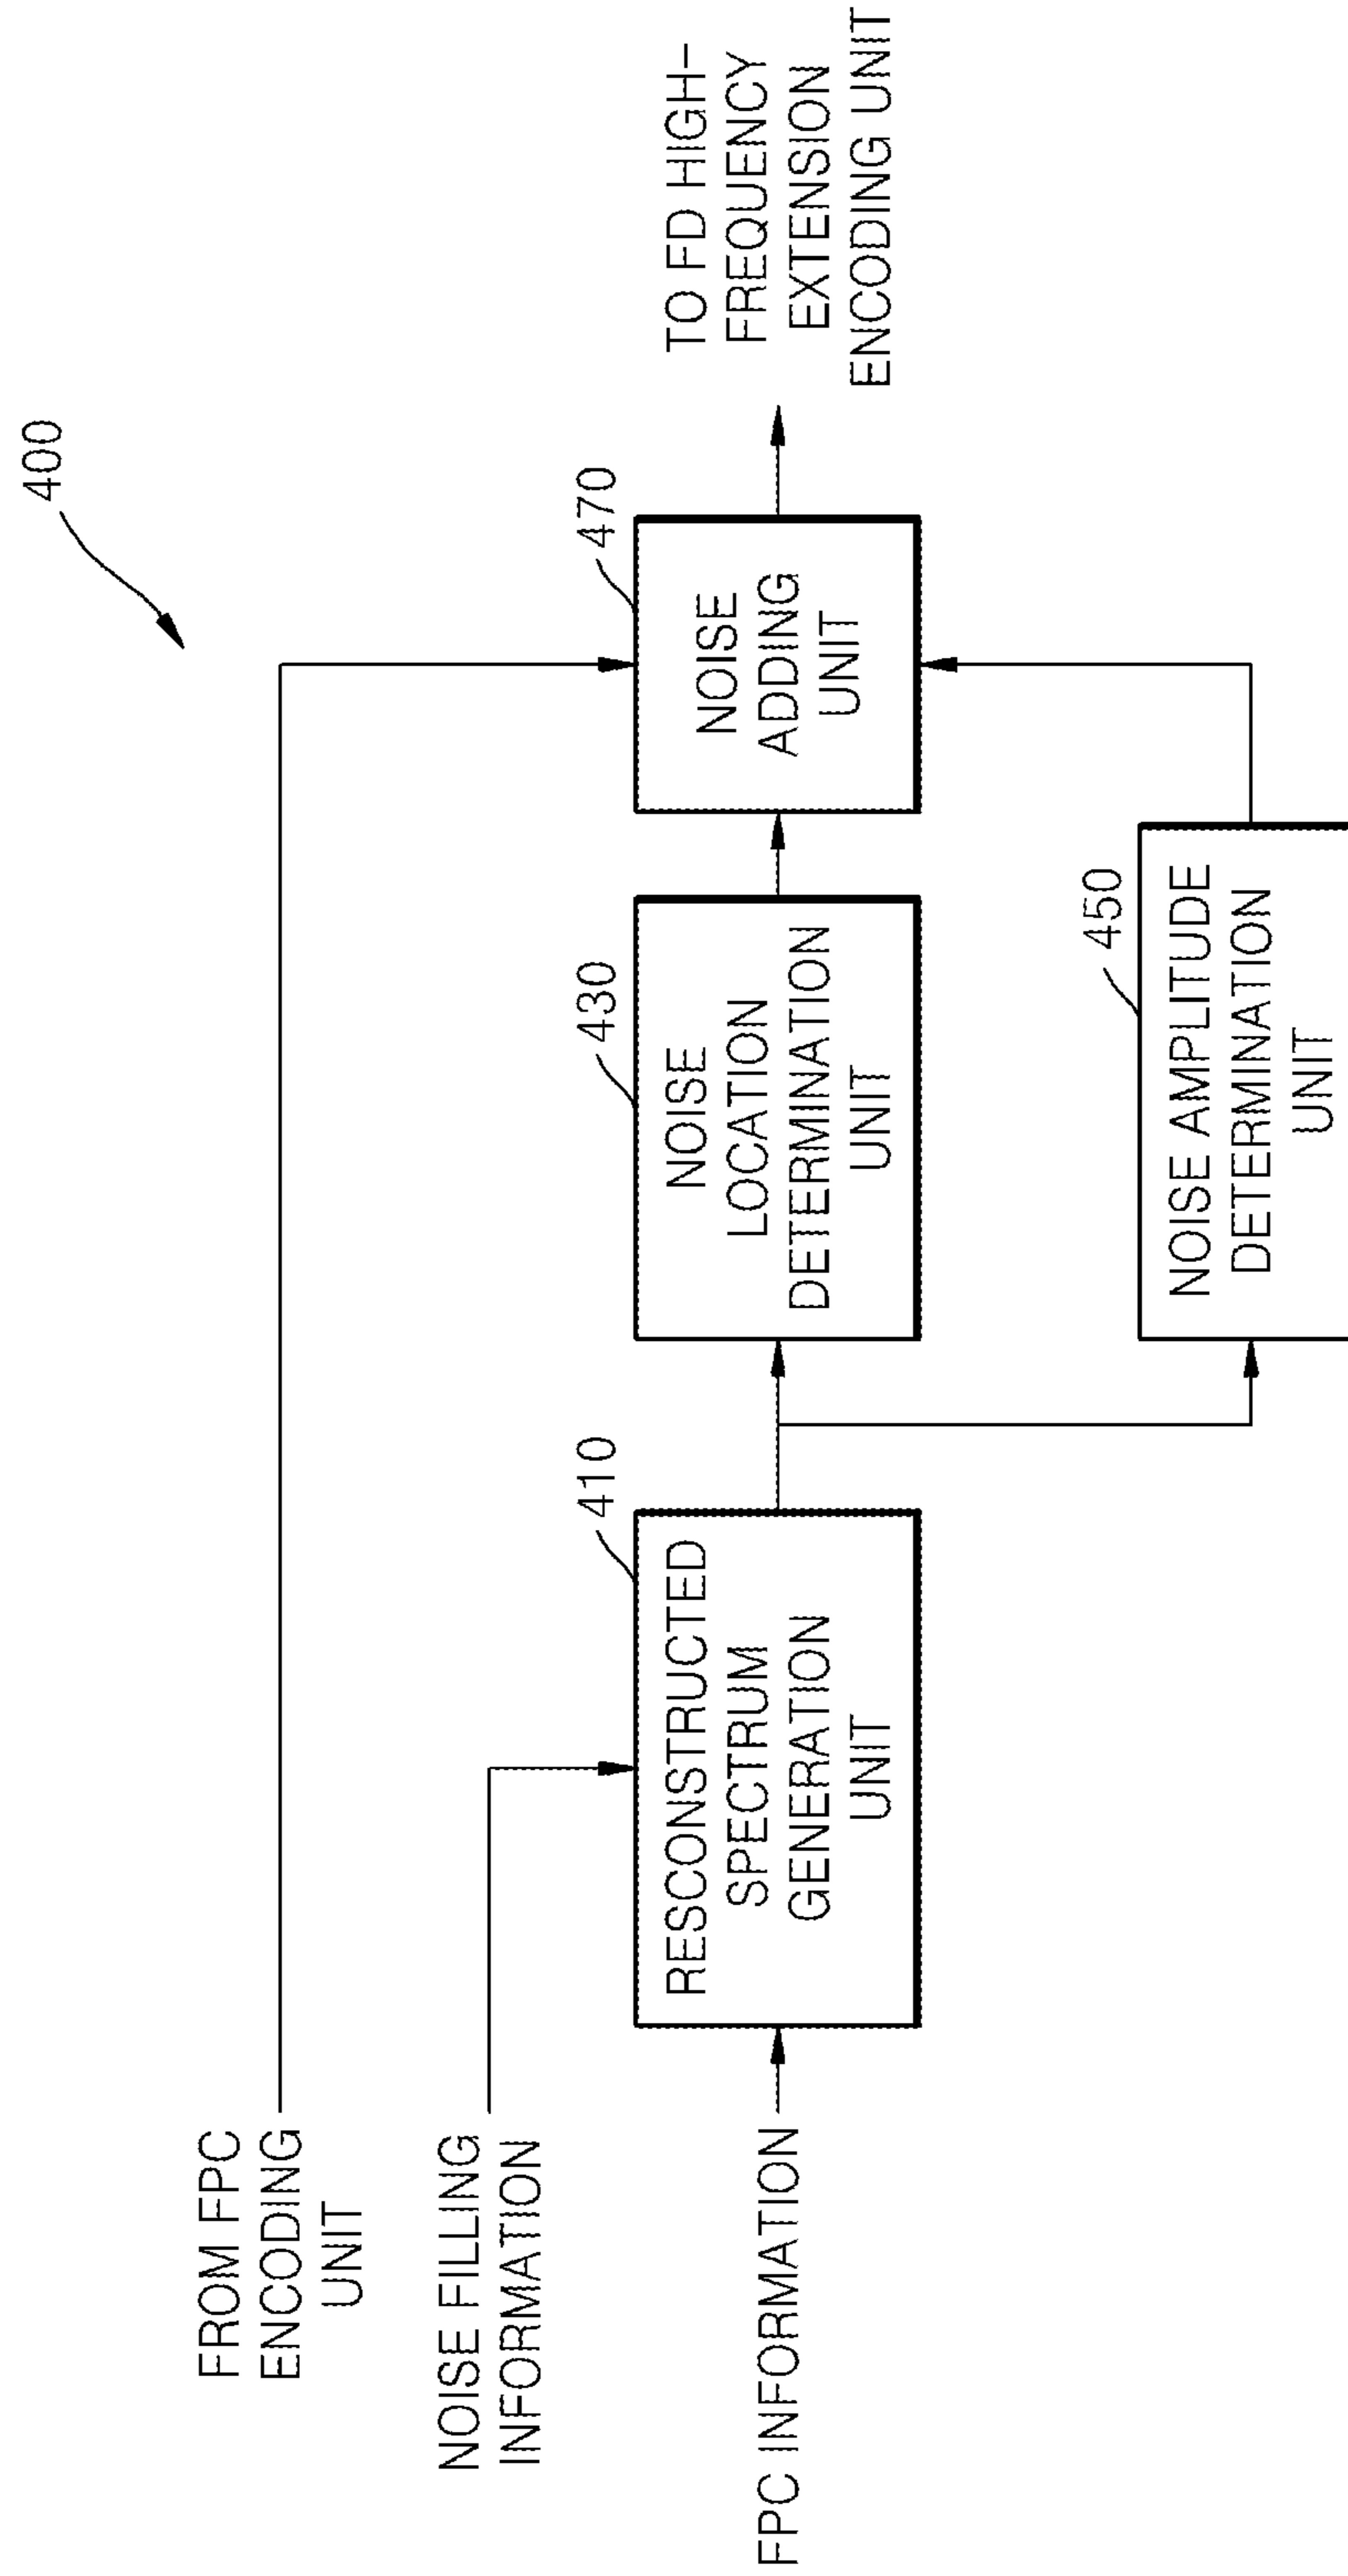 400
FROM FPC
ENCODING
UNIT
NOISE FILLING
INFORMATION
FPC INFORMATION
410
RESCONSTRUCTED
SPECTRUM
GENERATION
UNIT
430
NOISE
LOCATION
DETERMINATION
UNIT
450
NOISE AMPLITUDE
DETERMINATION
UNIT
470
NOISE
ADDING
UNIT
TO FD HIGH-
FREQUENCY
EXTENSION
ENCODING UNIT